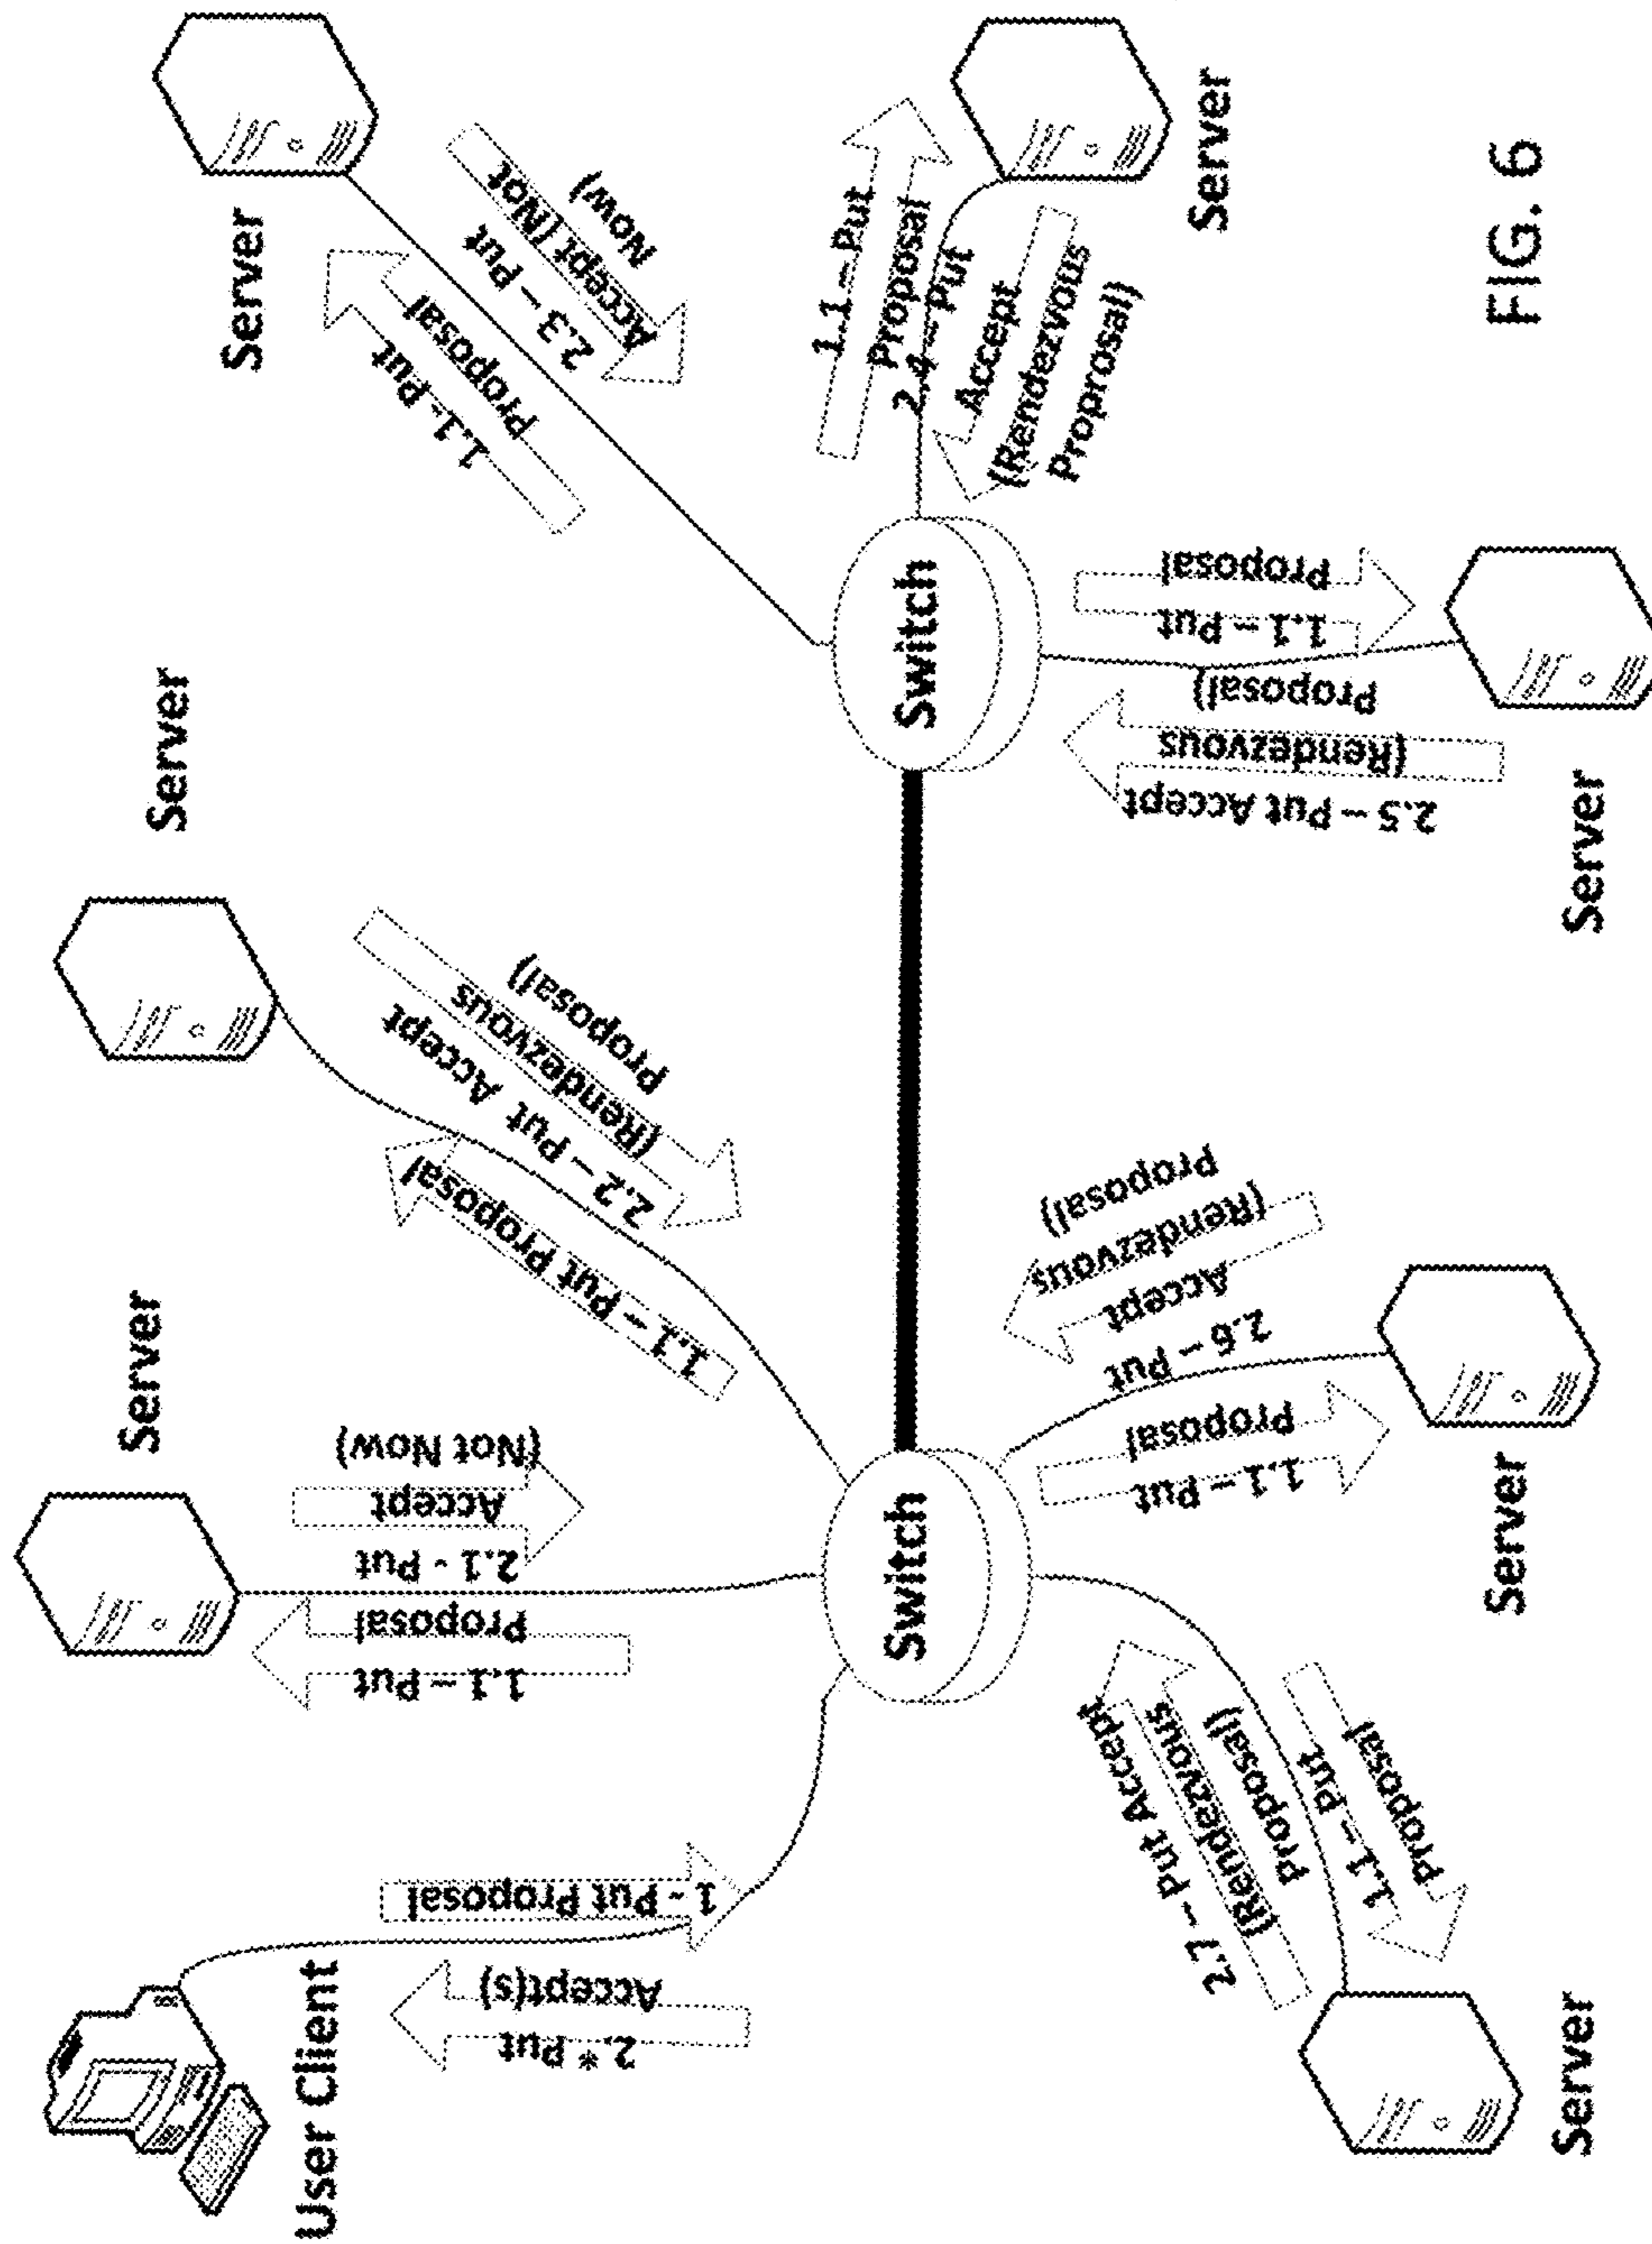 User Client
1 - Put Proposal
2.* Put
Accept(s)
Server
1.1 – Put
Proposal
2.1 - Put
Accept
(Not Now)
Server
1.1 – Put Proposal
2.2 – Put Accept
(Rendezvous
Proposal)
Server
1.1- Put
Proposal
2.3 – Put
Accept (Not
Now)
Switch
Switch
1.1 – Put
Proposal
2.4 – Put
Accept
(Rendezvous
Proprosal)
Server
2.7 – Put Accept
(Rendezvous
Proposal)
1.1 – Put
Proposal
Server
1.1 – Put
Proposal
2.6 – Put
Accept
(Rendezvous
Proposal)
Server
2.5 – Put Accept
(Rendezvous
Proposal)
1.1 – Put
Proposal
Server
FIG. 6